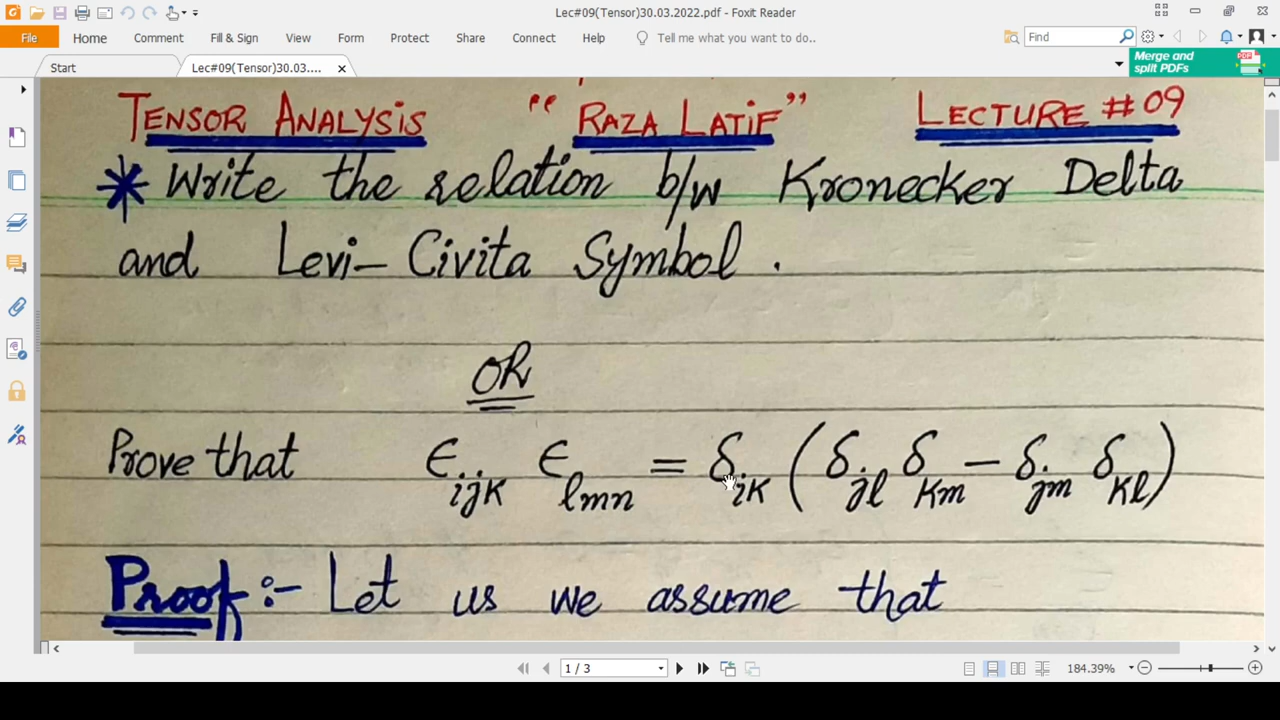 Lec#09(Tensor)30.03.2022.pdf - Foxit Reader
File Home Comment Fill & Sign View Form Protect Share Connect Help Tell me what you want to do.. Find
Start Lec#09(Tensor)30.03.... Merge and
split PDFs
TENSOR ANALYSIS “ RAZA LATIF” LECTURE # 09
* Write the relation b/w Kronecker Delta
and Levi-Civita Symbol .
OR
Prove that ϵ_ijk ϵ_lmn = δ_ik (δ_jl δ_km − δ_jm δ_kl)
Proof :- Let us we assume that
1 / 3 184.39%